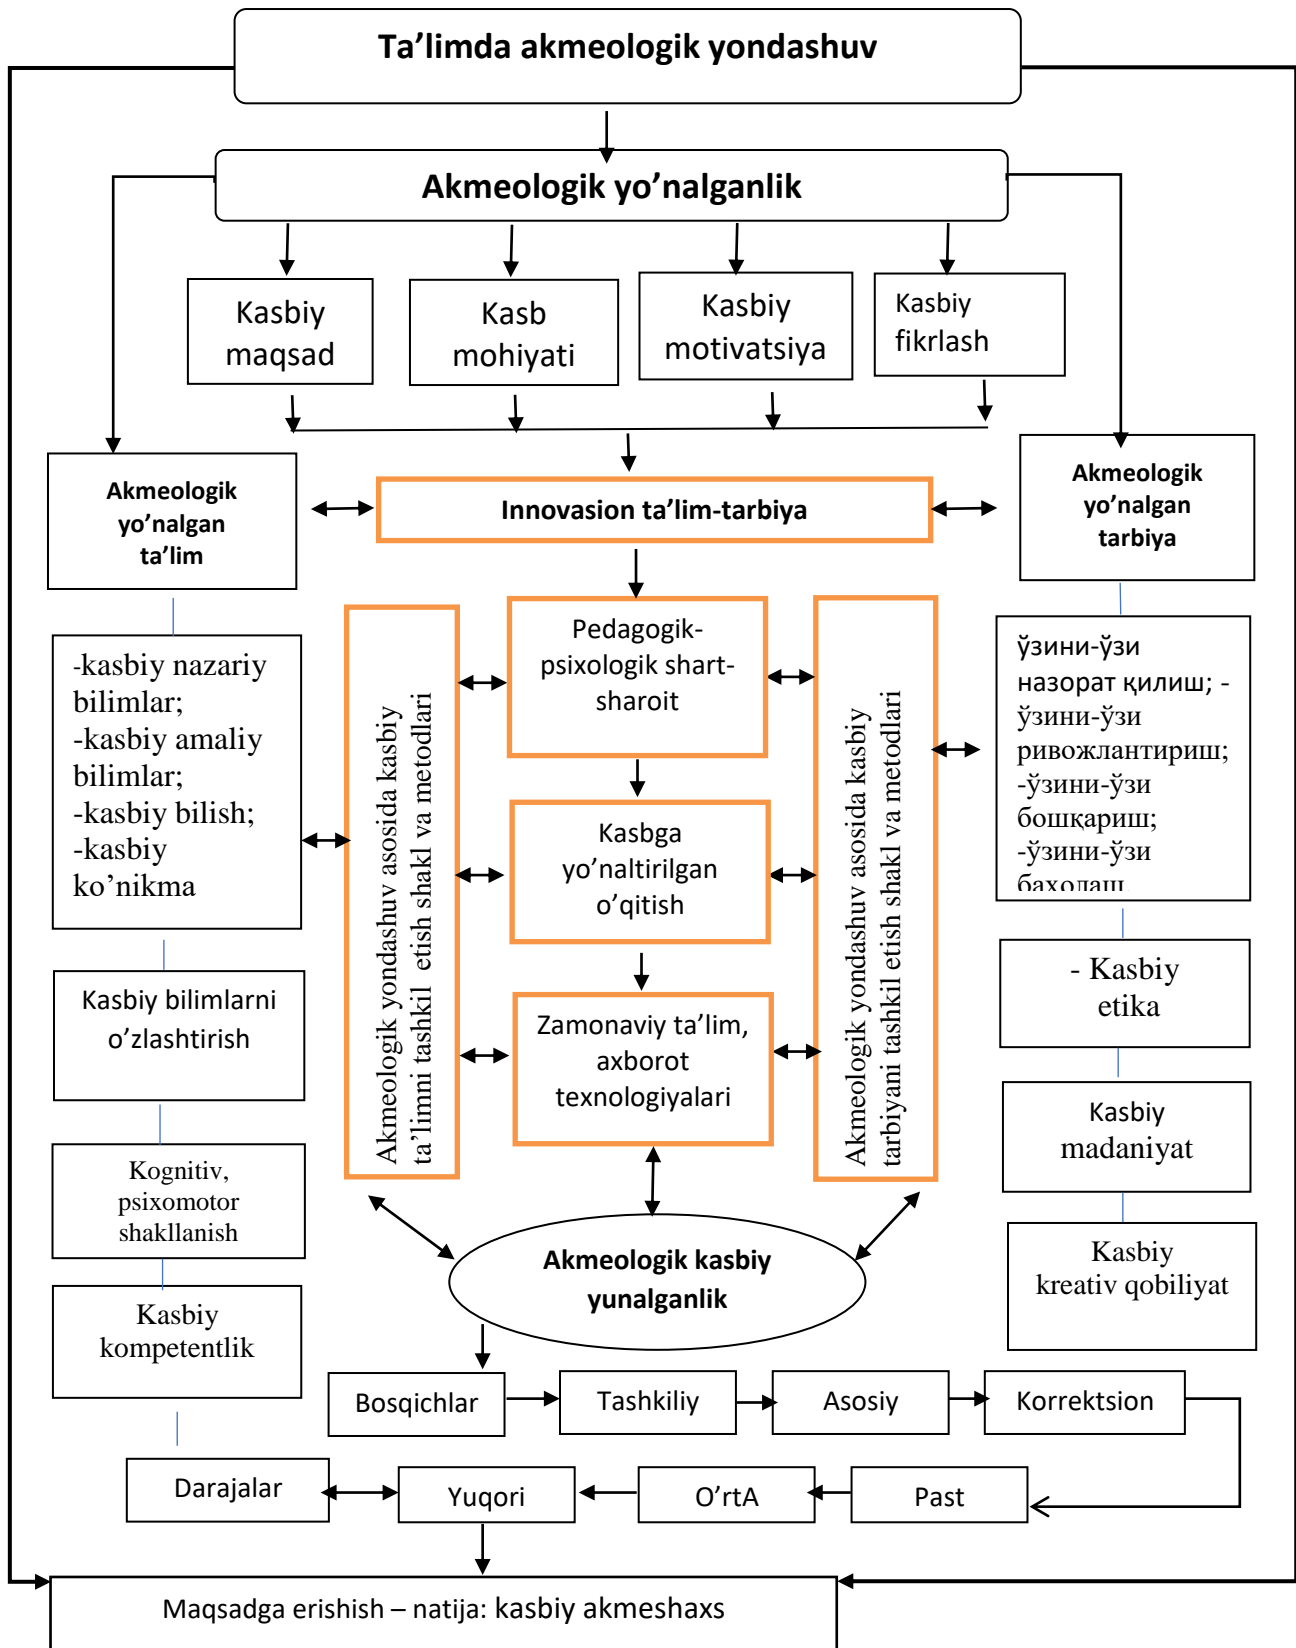 Ta’limda akmeologik yondashuv
Akmeologik yo’nalganlik
Kasbiy
maqsad
Kasb
mohiyati
Kasbiy
motivatsiya
Kasbiy
fikrlash
Akmeologik
yo’nalgan
ta’lim
Innovasion ta’lim-tarbiya
Akmeologik
yo’nalgan
tarbiya
-kasbiy nazariy
bilimlar;
-kasbiy amaliy
bilimlar;
-kasbiy bilish;
-kasbiy
ko’nikma
Akmeologik yondashuv asosida kasbiy
ta’limni tashkil etish shakl va metodlari
Pedagogik-
psixologik shart-
sharoit
Kasbga
yo’naltirilgan
o’qitish
Zamonaviy ta’lim,
axborot
texnologiyalari
Akmeologik yondashuv asosida kasbiy
tarbiyani tashkil etish shakl va metodlari
ўзини-ўзи
назорат қилиш; -
ўзини-ўзи
ривожлантириш;
-ўзини-ўзи
бошқариш;
-ўзини-ўзи
баҳолаш.
Kasbiy bilimlarni
o’zlashtirish
- Kasbiy
etika
Kognitiv,
psixomotor
shakllanish
Kasbiy
madaniyat
Kasbiy
kompetentlik
Akmeologik kasbiy
yunalganlik
Kasbiy
kreativ qobiliyat
Bosqichlar
Tashkiliy
Asosiy
Korrektsion
Darajalar
Yuqori
O’rtA
Past
Maqsadga erishish – natija: kasbiy akmeshaxs